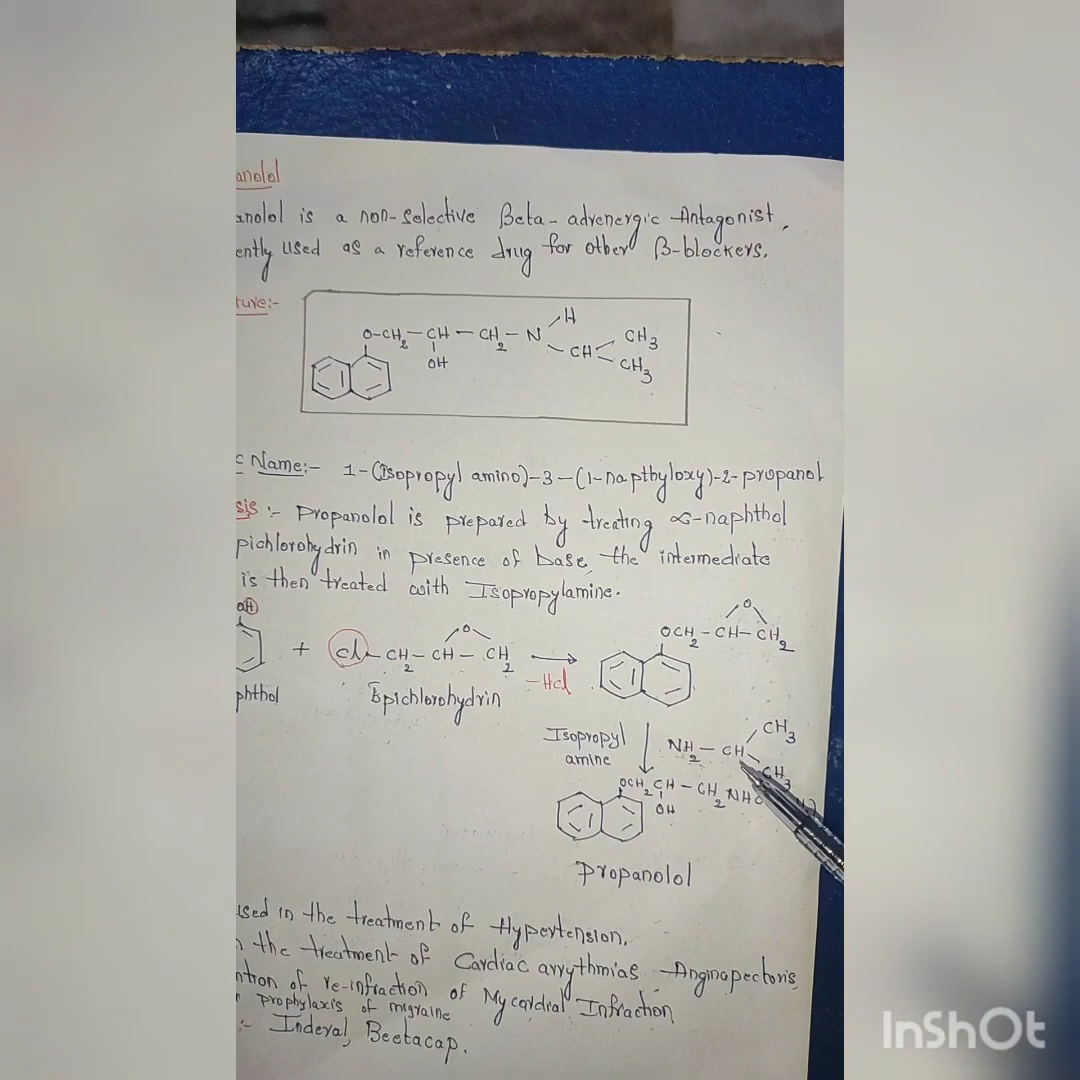 anolol
anolol is a non-selective Beta-adrenergic Antagonist,
ently used as a reference drug for other β-blockers.
ture:-
H
O-CH2-CH-CH2-N
CH3
CH
OH
CH3
c Name:- 1-(Isopropyl amino)-3-(1-napthyloxy)-2-propanol
sis:- Propanolol is prepared by treating α-naphthol
pichlorohydrin in presence of base, the intermediate
is then treated with Isopropylamine.
OH
O
O
OCH2-CH-CH2
+ Cl-CH2-CH-CH2
-Hcl
phthol
Epichlorohydrin
Isopropyl
amine
NH2-CH
CH3
CH3
OCH2CH-CH2NH
OH
Propanolol
used in the treatment of Hypertension.
n the treatment of Cardiac arrythmias Anginapectoris,
ntion of re-infraction of Mycardial Infraction
prophylaxis of migraine
:- Inderal, Beetacap.
InShOt